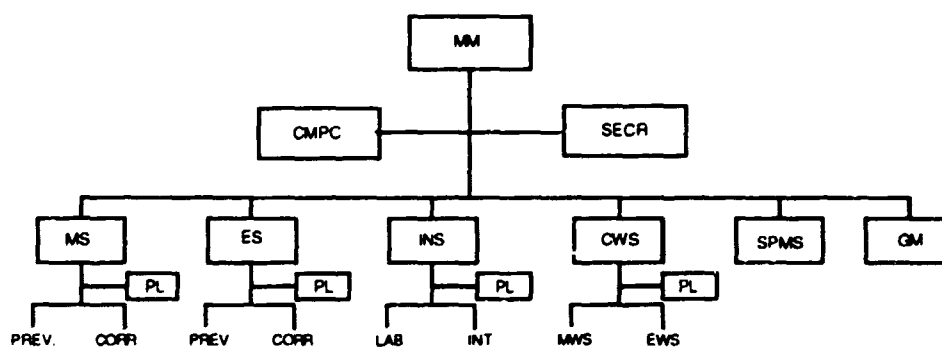 MM
CMPC SECR
MS ES INS CWS SPMS GM
PL PL PL PL
PREV. CORR PREV CORR LAB INT MWS EWS